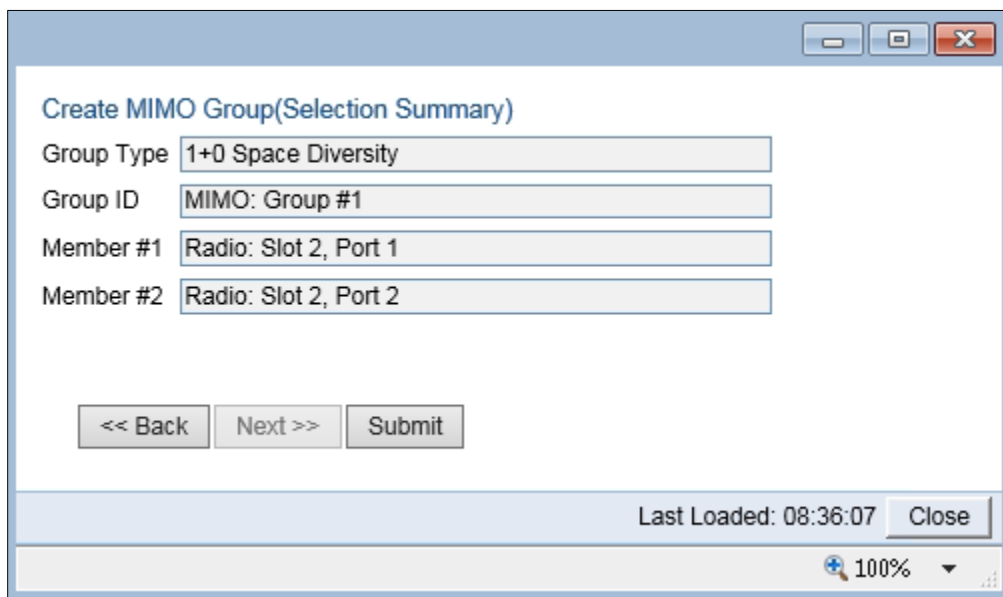 Create MIMO Group(Selection Summary)
Group Type 1+0 Space Diversity
Group ID MIMO: Group #1
Member #1 Radio: Slot 2, Port 1
Member #2 Radio: Slot 2, Port 2
<< Back Next >> Submit
Last Loaded: 08:36:07 Close
100%